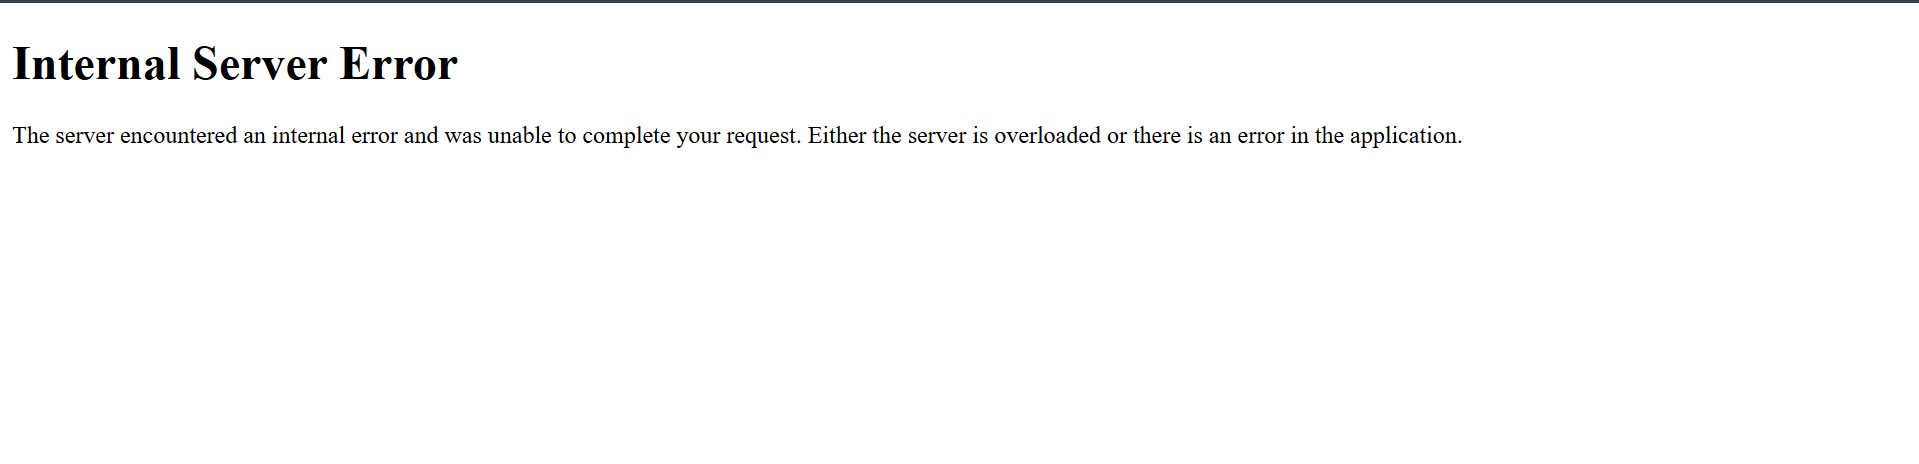 Internal Server Error
The server encountered an internal error and was unable to complete your request. Either the server is overloaded or there is an error in the application.